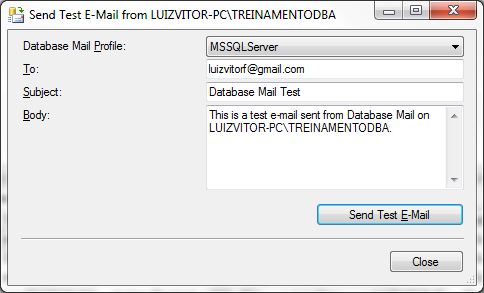 Send Test E-Mail from LUIZVITOR-PC\TREINAMENTODBA
Database Mail Profile: MSSQLServer
To: luizvitorf@gmail.com
Subject: Database Mail Test
Body: This is a test e-mail sent from Database Mail on
LUIZVITOR-PC\TREINAMENTODBA.
Send Test E-Mail
Close